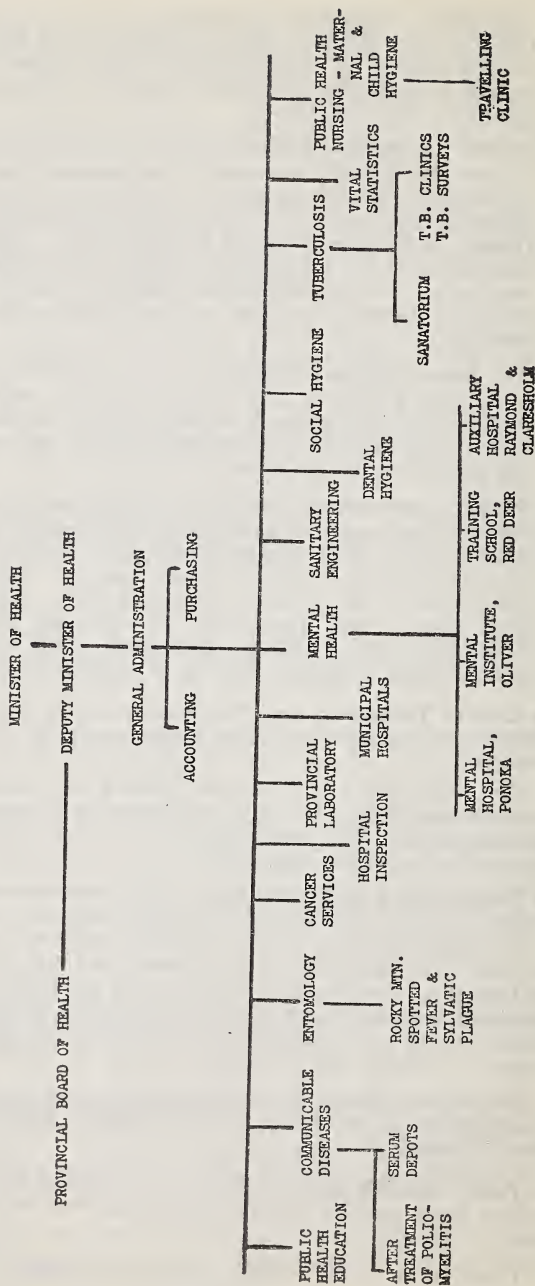 MINISTER OF HEALTH
PROVINCIAL BOARD OF HEALTH
DEPUTY MINISTER OF HEALTH
GENERAL ADMINISTRATION
ACCOUNTING
PURCHASING
PUBLIC
HEALTH
EDUCATION
COMMUNICABLE
DISEASES
AFTER
TREATMENT
OF POLIO-
MYELITIS
SERUM
DEPOTS
ENTOMOLOGY
ROCKY MTN.
SPOTTED
FEVER &
SYLVATIC
PLAGUE
CANCER
SERVICES
HOSPITAL
INSPECTION
PROVINCIAL
LABORATORY
MUNICIPAL
HOSPITALS
MENTAL
HEALTH
MENTAL
HOSPITAL,
PONOKA
MENTAL
INSTITUTE,
OLIVER
TRAINING
SCHOOL,
RED DEER
AUXILIARY
HOSPITAL
RAYMOND &
CLARESHOLM
SANITARY
ENGINEERING
DENTAL
HYGIENE
SOCIAL HYGIENE
TUBERCULOSIS
SANATORIUM
T.B. CLINICS
T.B. SURVEYS
VITAL
STATISTICS
PUBLIC HEALTH
NURSING - MATER-
NAL &
CHILD
HYGIENE
TRAVELLING
CLINIC